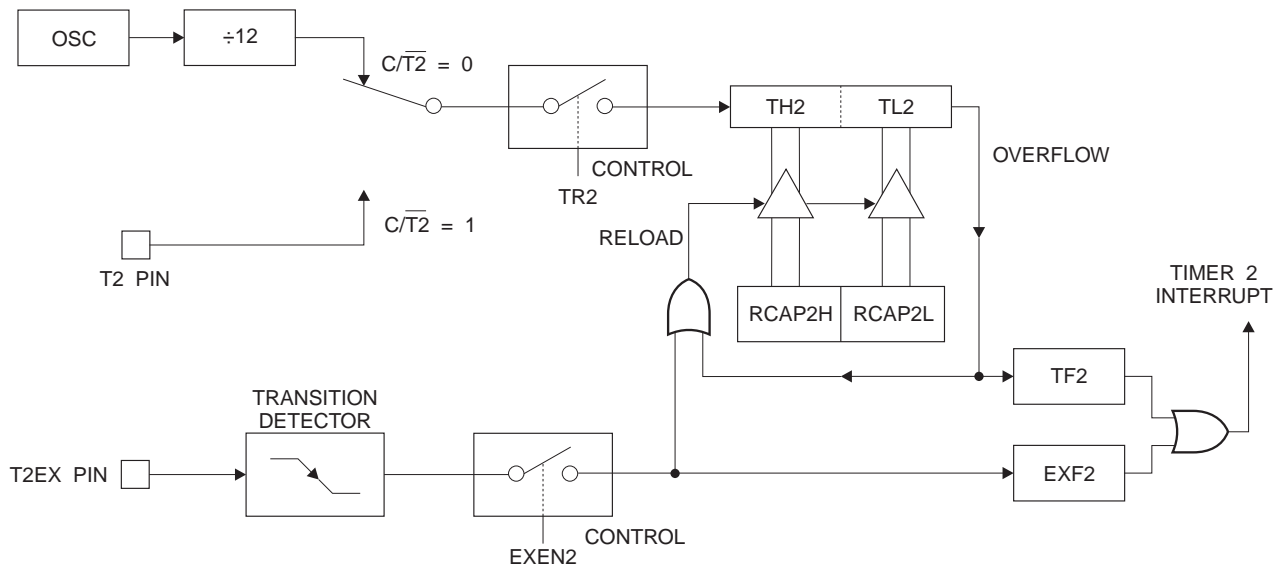 OSC
÷12
C/T2̅ = 0
TH2
TL2
OVERFLOW
CONTROL
TR2
C/T2̅ = 1
T2 PIN
RELOAD
RCAP2H
RCAP2L
TIMER 2
INTERRUPT
TF2
TRANSITION
DETECTOR
T2EX PIN
EXF2
CONTROL
EXEN2